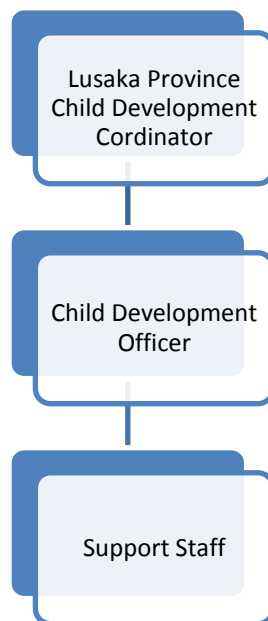 Lusaka Province
Child Development
Cordinator
Child Development
Officer
Support Staff